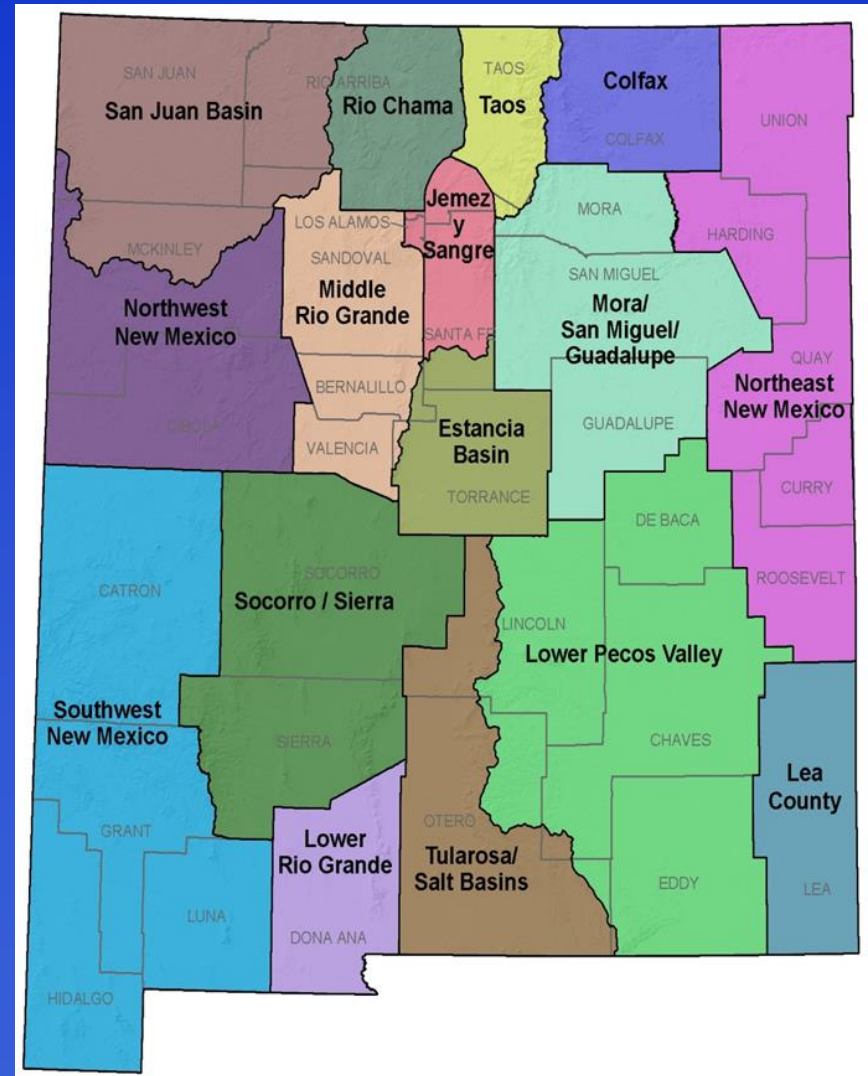 SAN JUAN
San Juan Basin
RIO ARRIBA
Rio Chama
TAOS
Taos
Colfax
COLFAX
UNION
MCKINLEY
LOS ALAMOS
SANDOVAL
Jemez
y
Sangre
MORA
HARDING
Northwest
New Mexico
Middle
Rio Grande
SANTA FE
SAN MIGUEL
Mora/
San Miguel/
Guadalupe
QUAY
Northeast
New Mexico
CIBOLA
BERNALILLO
VALENCIA
Estancia
Basin
TORRANCE
GUADALUPE
CURRY
DE BACA
ROOSEVELT
CATRON
SOCORRO
Socorro / Sierra
LINCOLN
Lower Pecos Valley
Southwest
New Mexico
SIERRA
CHAVES
Lea
County
GRANT
Lower
Rio Grande
OTERO
Tularosa/
Salt Basins
EDDY
LEA
LUNA
DONA ANA
HIDALGO